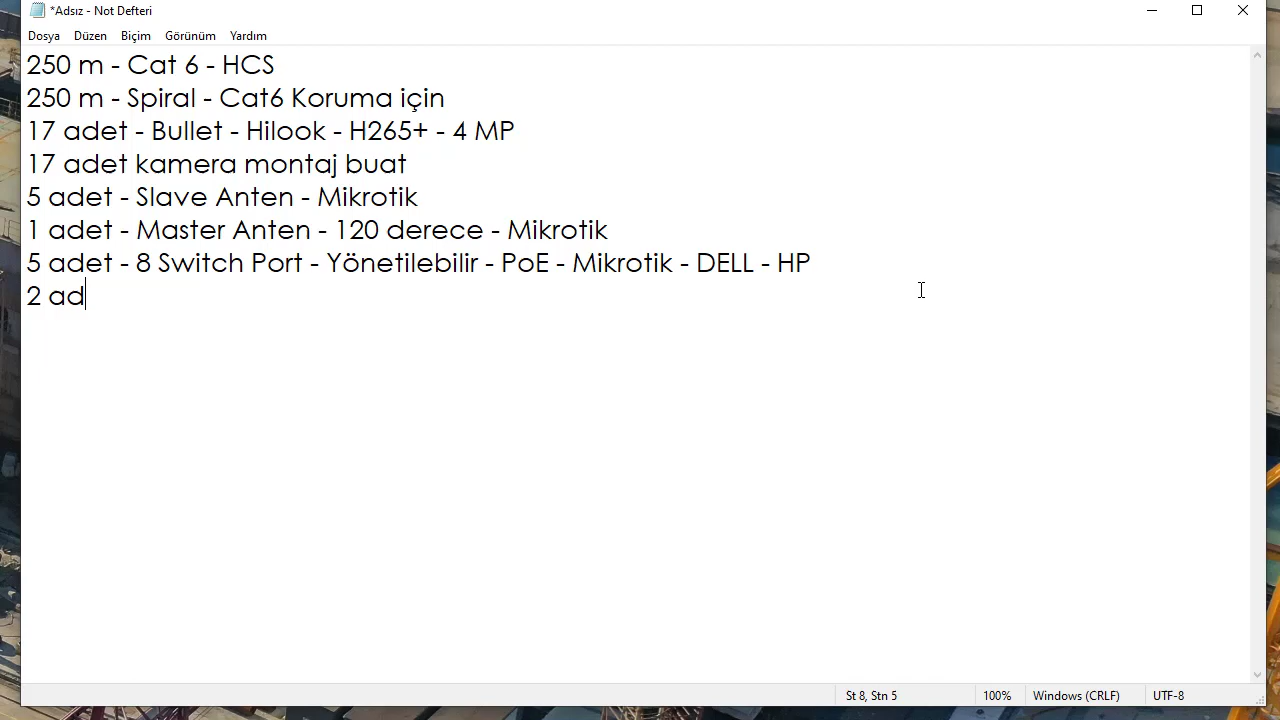 *Adsız - Not Defteri
Dosya Düzen Biçim Görünüm Yardım
250 m - Cat 6 - HCS
250 m - Spiral - Cat6 Koruma için
17 adet - Bullet - Hilook - H265+ - 4 MP
17 adet kamera montaj buat
5 adet - Slave Anten - Mikrotik
1 adet - Master Anten - 120 derece - Mikrotik
5 adet - 8 Switch Port - Yönetilebilir - PoE - Mikrotik - DELL - HP
2 ad
St 8, Stn 5 100% Windows (CRLF) UTF-8